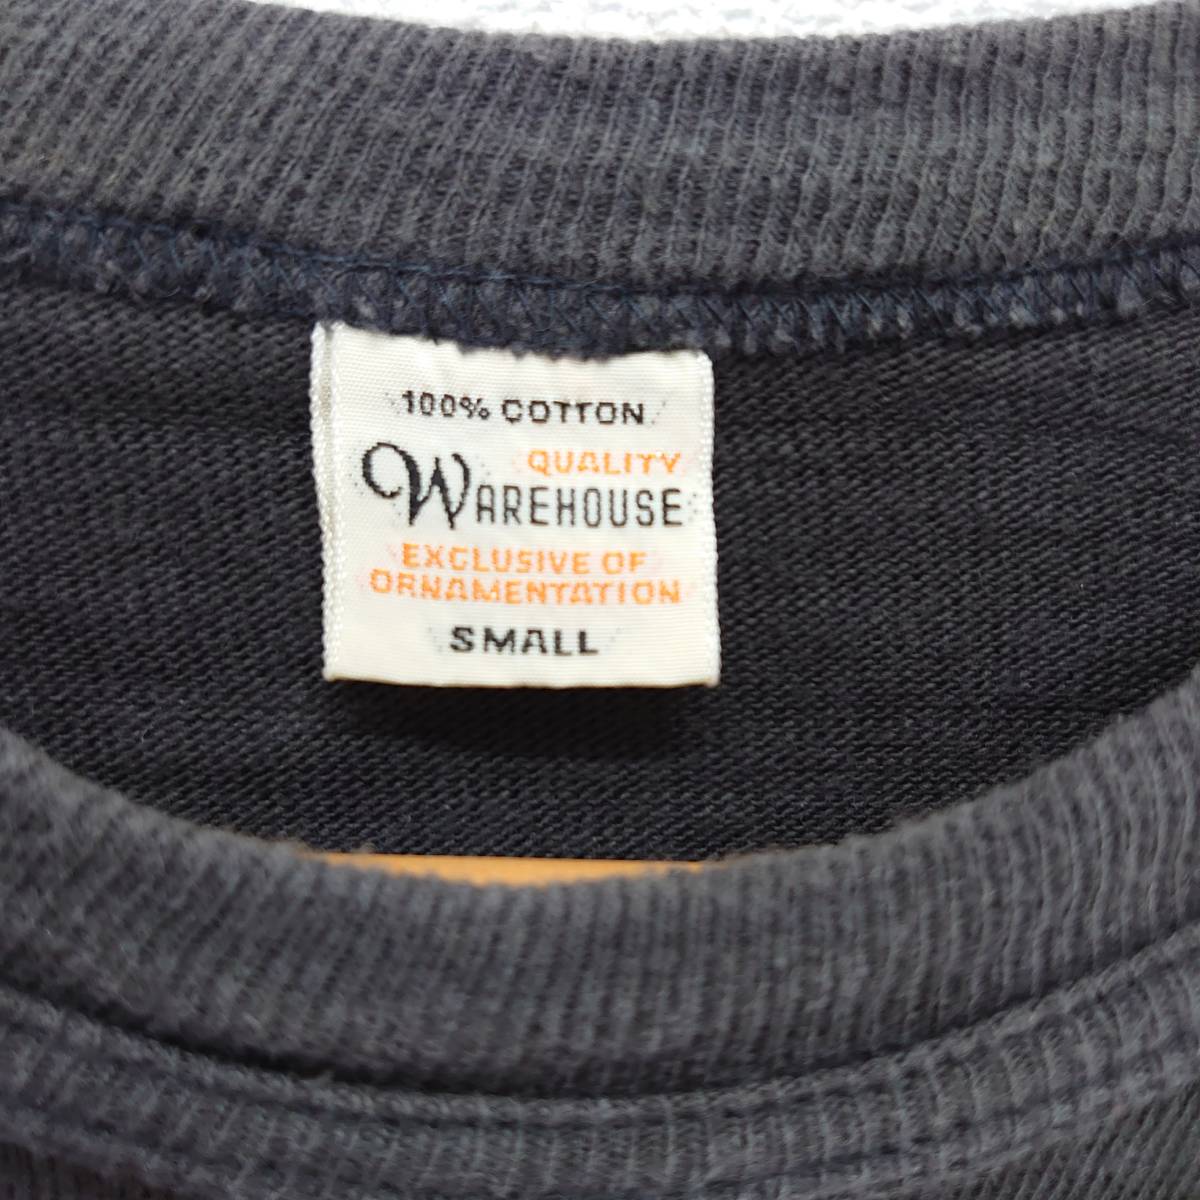 100% COTTON
QUALITY
WAREHOUSE
EXCLUSIVE OF
ORNAMENTATION
SMALL